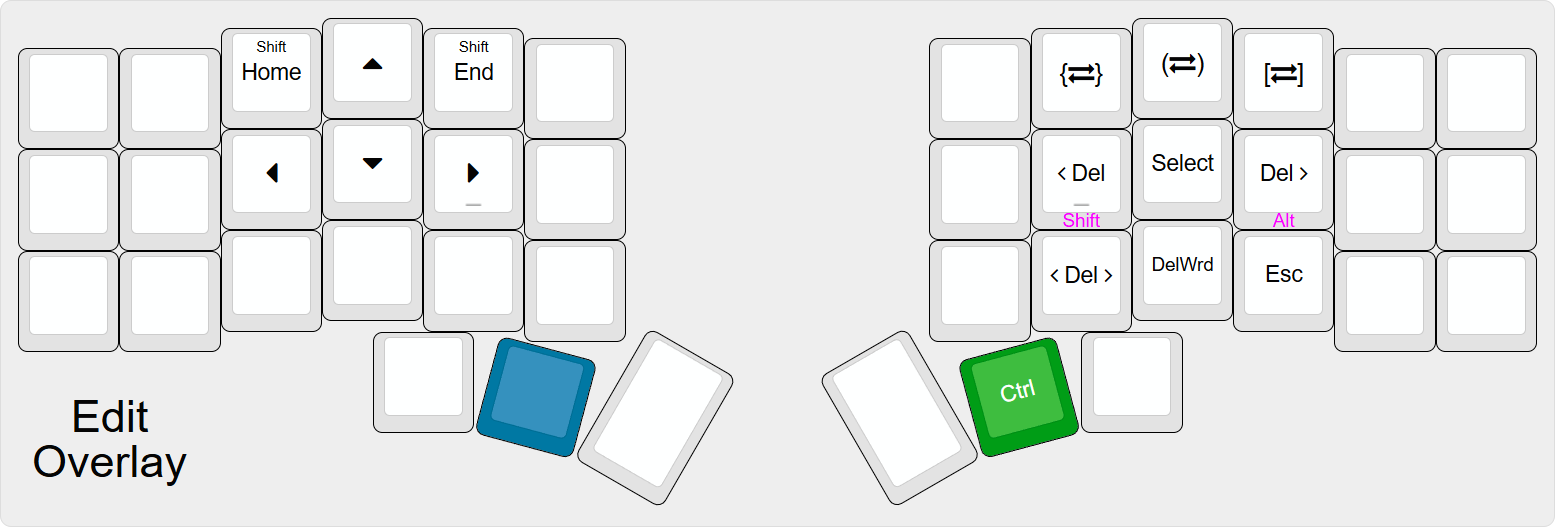 Shift
Home
▲
Shift
End
{⇄}
(⇄)
[⇄]
◀
▼
▶
< Del
Select
Del >
Shift
Alt
< Del >
DelWrd
Esc
Ctrl
Edit
Overlay